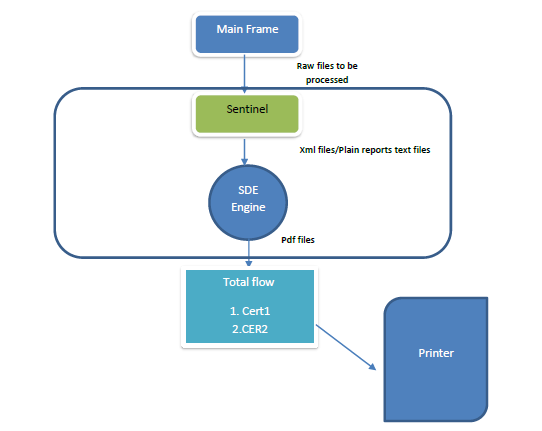 Main Frame
Raw files to be
processed
Sentinel
Xml files/Plain reports text files
SDE
Engine
Pdf files
Total flow
1. Cert1
2.CER2
Printer